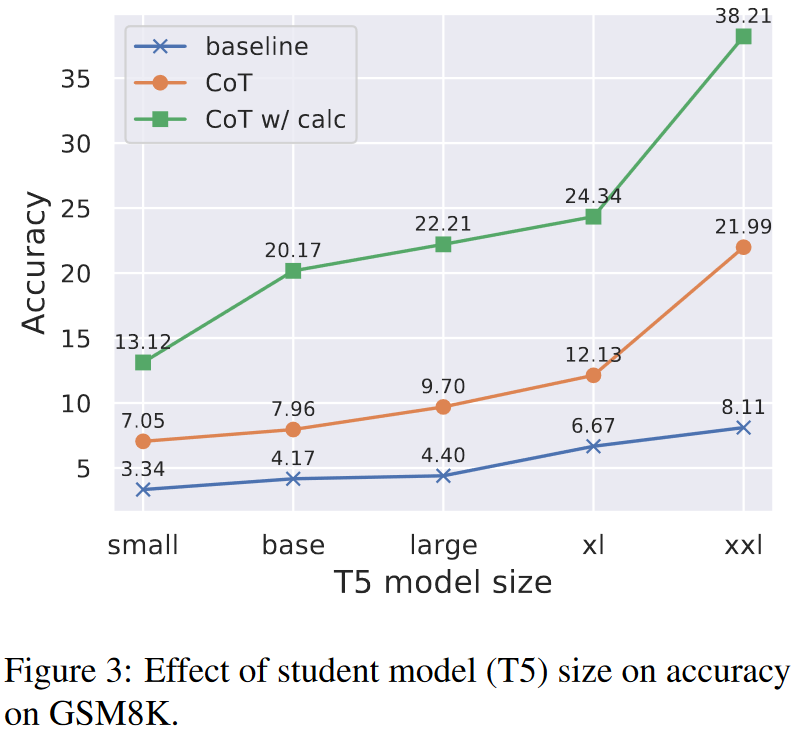 38.21
baseline
CoT
CoT w/ calc
35
30
25
20
15
10
5
Accuracy
24.34
22.21
20.17
13.12
21.99
12.13
9.70
7.96
7.05
8.11
6.67
4.40
4.17
3.34
small base large xl xxl
T5 model size
Figure 3: Effect of student model (T5) size on accuracy
on GSM8K.